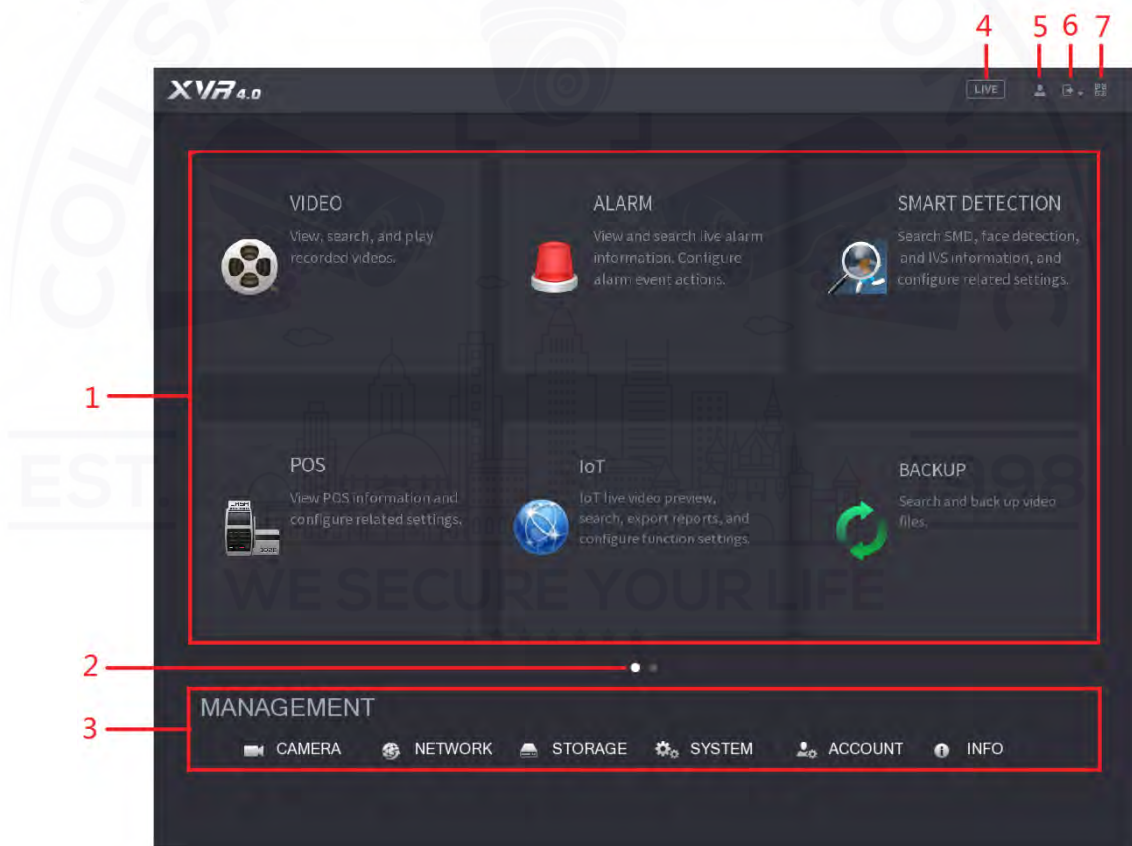 4 5 6 7
XVR 4.0
LIVE
VIDEO
View, search, and play
recorded videos.
ALARM
View and search live alarm
information. Configure
alarm event actions.
SMART DETECTION
Search SMD, face detection,
and IVS information, and
configure related settings.
1
POS
View POS information and
configure related settings.
IoT
IoT live video preview,
search, export reports, and
configure function settings.
BACKUP
Search and back up video
files.
EST. 1998
WE SECURE YOUR LIFE
2
3
MANAGEMENT
CAMERA NETWORK STORAGE SYSTEM ACCOUNT INFO